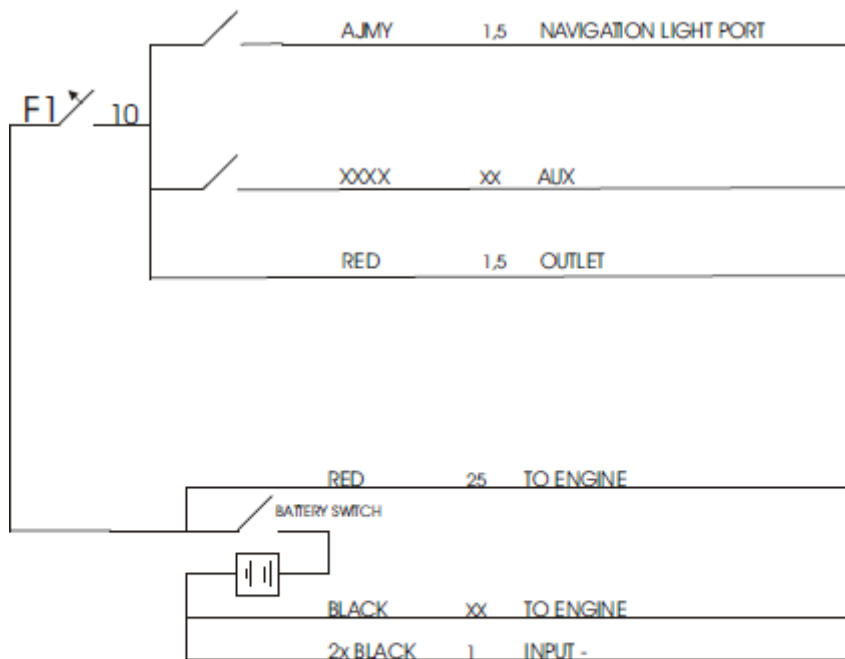 AJMY 1,5 NAVIGATION LIGHT PORT
F1 10
XXXX xx AUX
RED 1,5 OUTLET
RED 25 TO ENGINE
BATTERY SWITCH
BLACK xx TO ENGINE
2x BLACK 1 INPUT -